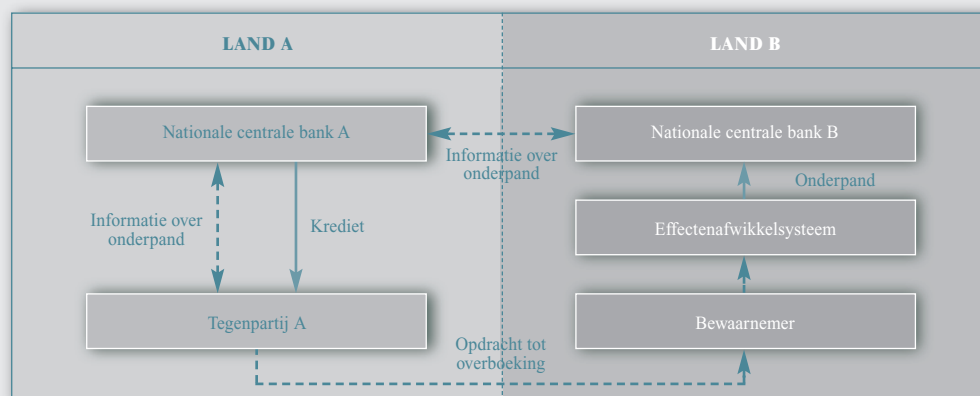 LAND A
LAND B
Nationale centrale bank A
Nationale centrale bank B
Informatie over
onderpand
Onderpand
Informatie over
onderpand
Krediet
Effectenafwikkelsysteem
Tegenpartij A
Bewaarnemer
Opdracht tot
overboeking